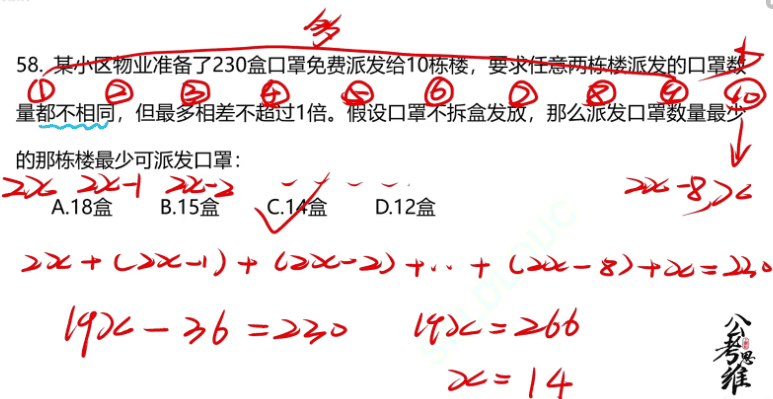 多
58. 某小区物业准备了230盒口罩免费派发给10栋楼，要求任意两栋楼派发的口罩数
少
① ② ③ ④ ⑤ ⑥ ⑦ ⑧ ⑨ ⑩
量都不相同，但最多相差不超过1倍。假设口罩不拆盒发放，那么派发口罩数量最少
的那栋楼最少可派发口罩：
2x 2x-1 2x-2 2x-8 x
A.18盒 B.15盒 C.14盒 D.12盒
2x+(2x-1)+(2x-2)+...+(2x-8)+x=230
19x-36=230 19x=266
x=14
公考思维